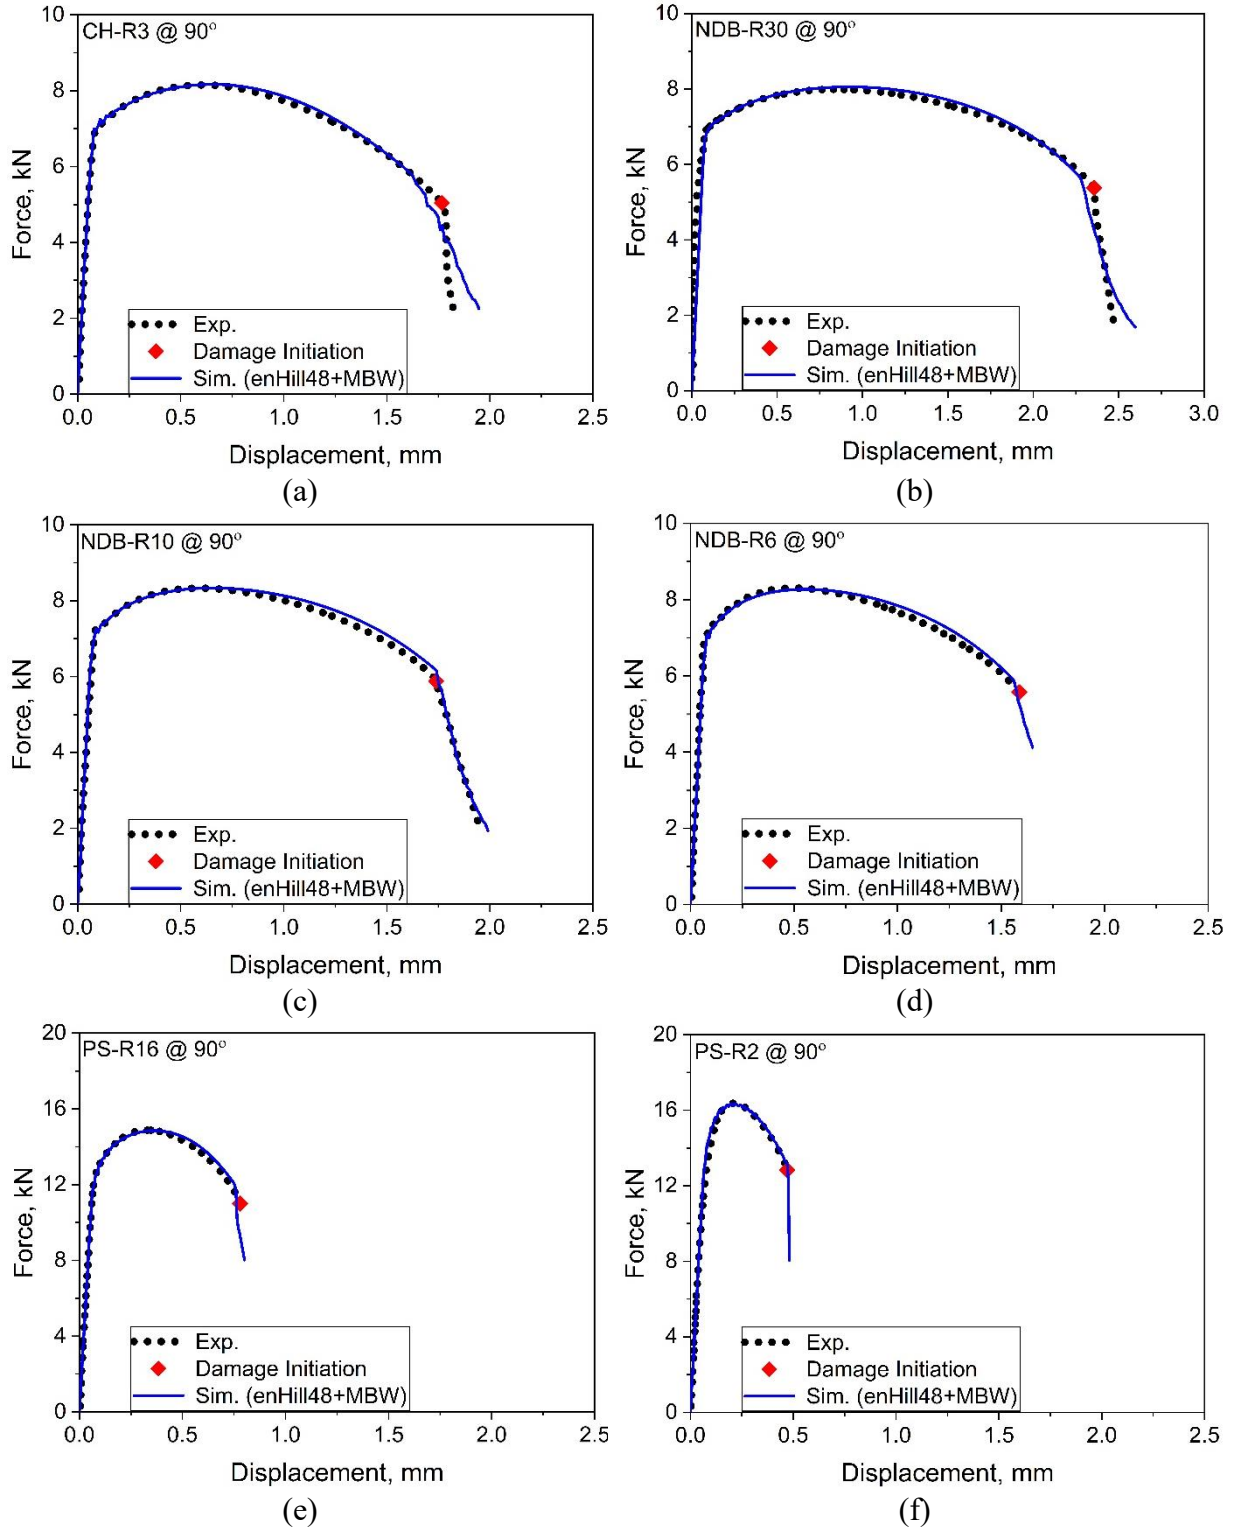 CH-R3 @ 90°
10
8
6
4
2
0
Force, kN
Exp.
Damage Initiation
Sim. (enHill48+MBW)
0.0 0.5 1.0 1.5 2.0 2.5
Displacement, mm
(a)
NDB-R30 @ 90°
10
8
6
4
2
0
Force, kN
Exp.
Damage Initiation
Sim. (enHill48+MBW)
0.0 0.5 1.0 1.5 2.0 2.5 3.0
Displacement, mm
(b)
NDB-R10 @ 90°
10
8
6
4
2
0
Force, kN
Exp.
Damage Initiation
Sim. (enHill48+MBW)
0.0 0.5 1.0 1.5 2.0 2.5
Displacement, mm
(c)
NDB-R6 @ 90°
10
8
6
4
2
0
Force, kN
Exp.
Damage Initiation
Sim. (enHill48+MBW)
0.0 0.5 1.0 1.5 2.0 2.5
Displacement, mm
(d)
PS-R16 @ 90°
20
16
12
8
4
0
Force, kN
Exp.
Damage Initiation
Sim. (enHill48+MBW)
0.0 0.5 1.0 1.5 2.0 2.5
Displacement, mm
(e)
PS-R2 @ 90°
20
16
12
8
4
0
Force, kN
Exp.
Damage Initiation
Sim. (enHill48+MBW)
0.0 0.5 1.0 1.5 2.0 2.5
Displacement, mm
(f)